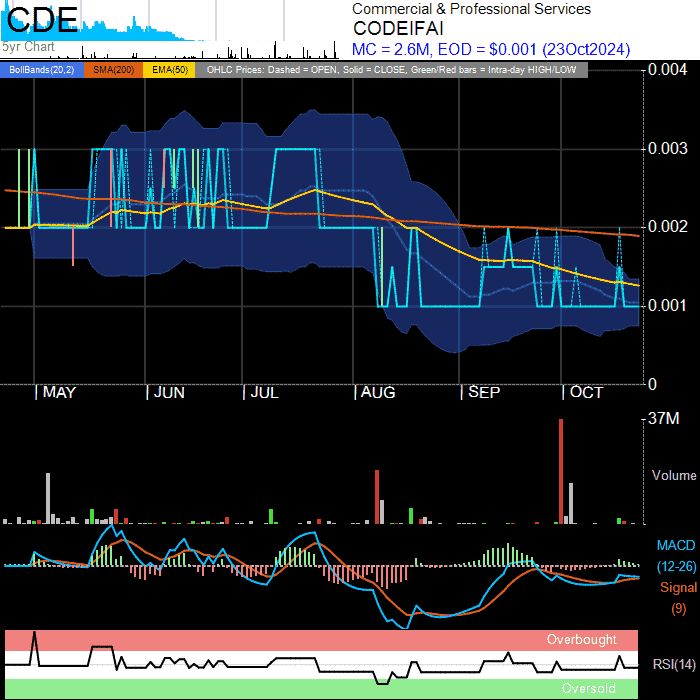 CDE
5yr Chart
Commercial & Professional Services
CODEIFAI
MC = 2.6M, EOD = $0.001 (23Oct2024)
BollBands(20,2) SMA(200) EMA(50) OHLC Prices: Dashed = OPEN, Solid = CLOSE, Green/Red bars = Intra-day HIGH/LOW
0.004
0.003
0.002
0.001
0
MAY JUN JUL AUG SEP OCT
37M
Volume
MACD
(12-26)
Signal
(9)
Overbought
RSI(14)
Oversold